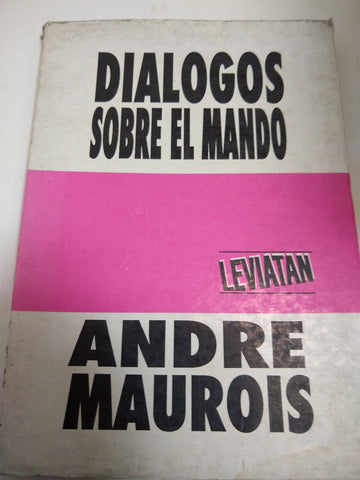 DIALOGOS
SOBRE EL MANDO
LEVIATAN
ANDRE
MAUROIS